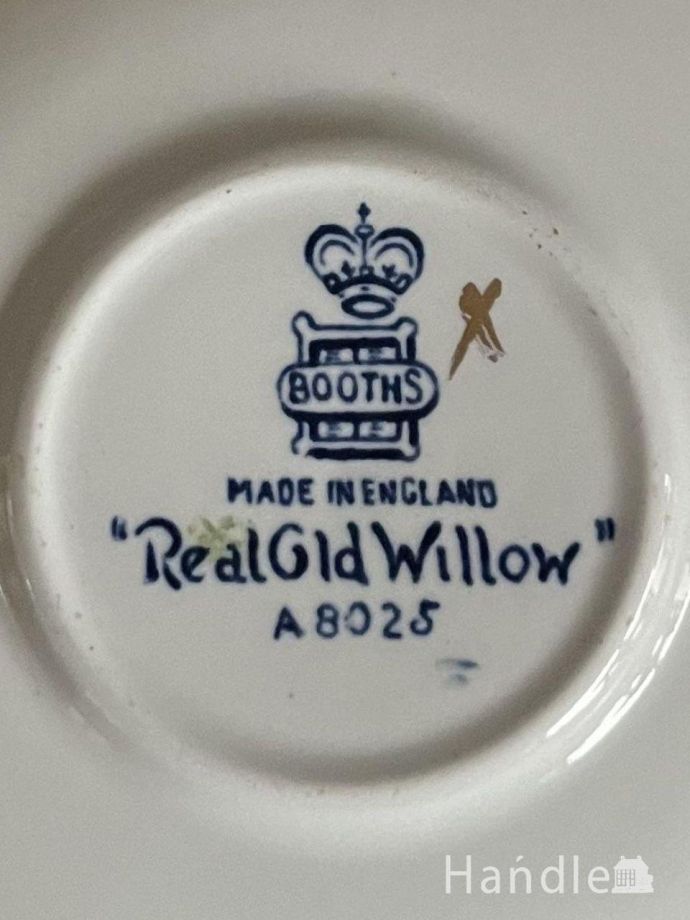 BOOTHS
MADE IN ENGLAND
"Real Old Willow"
A8025
Handle